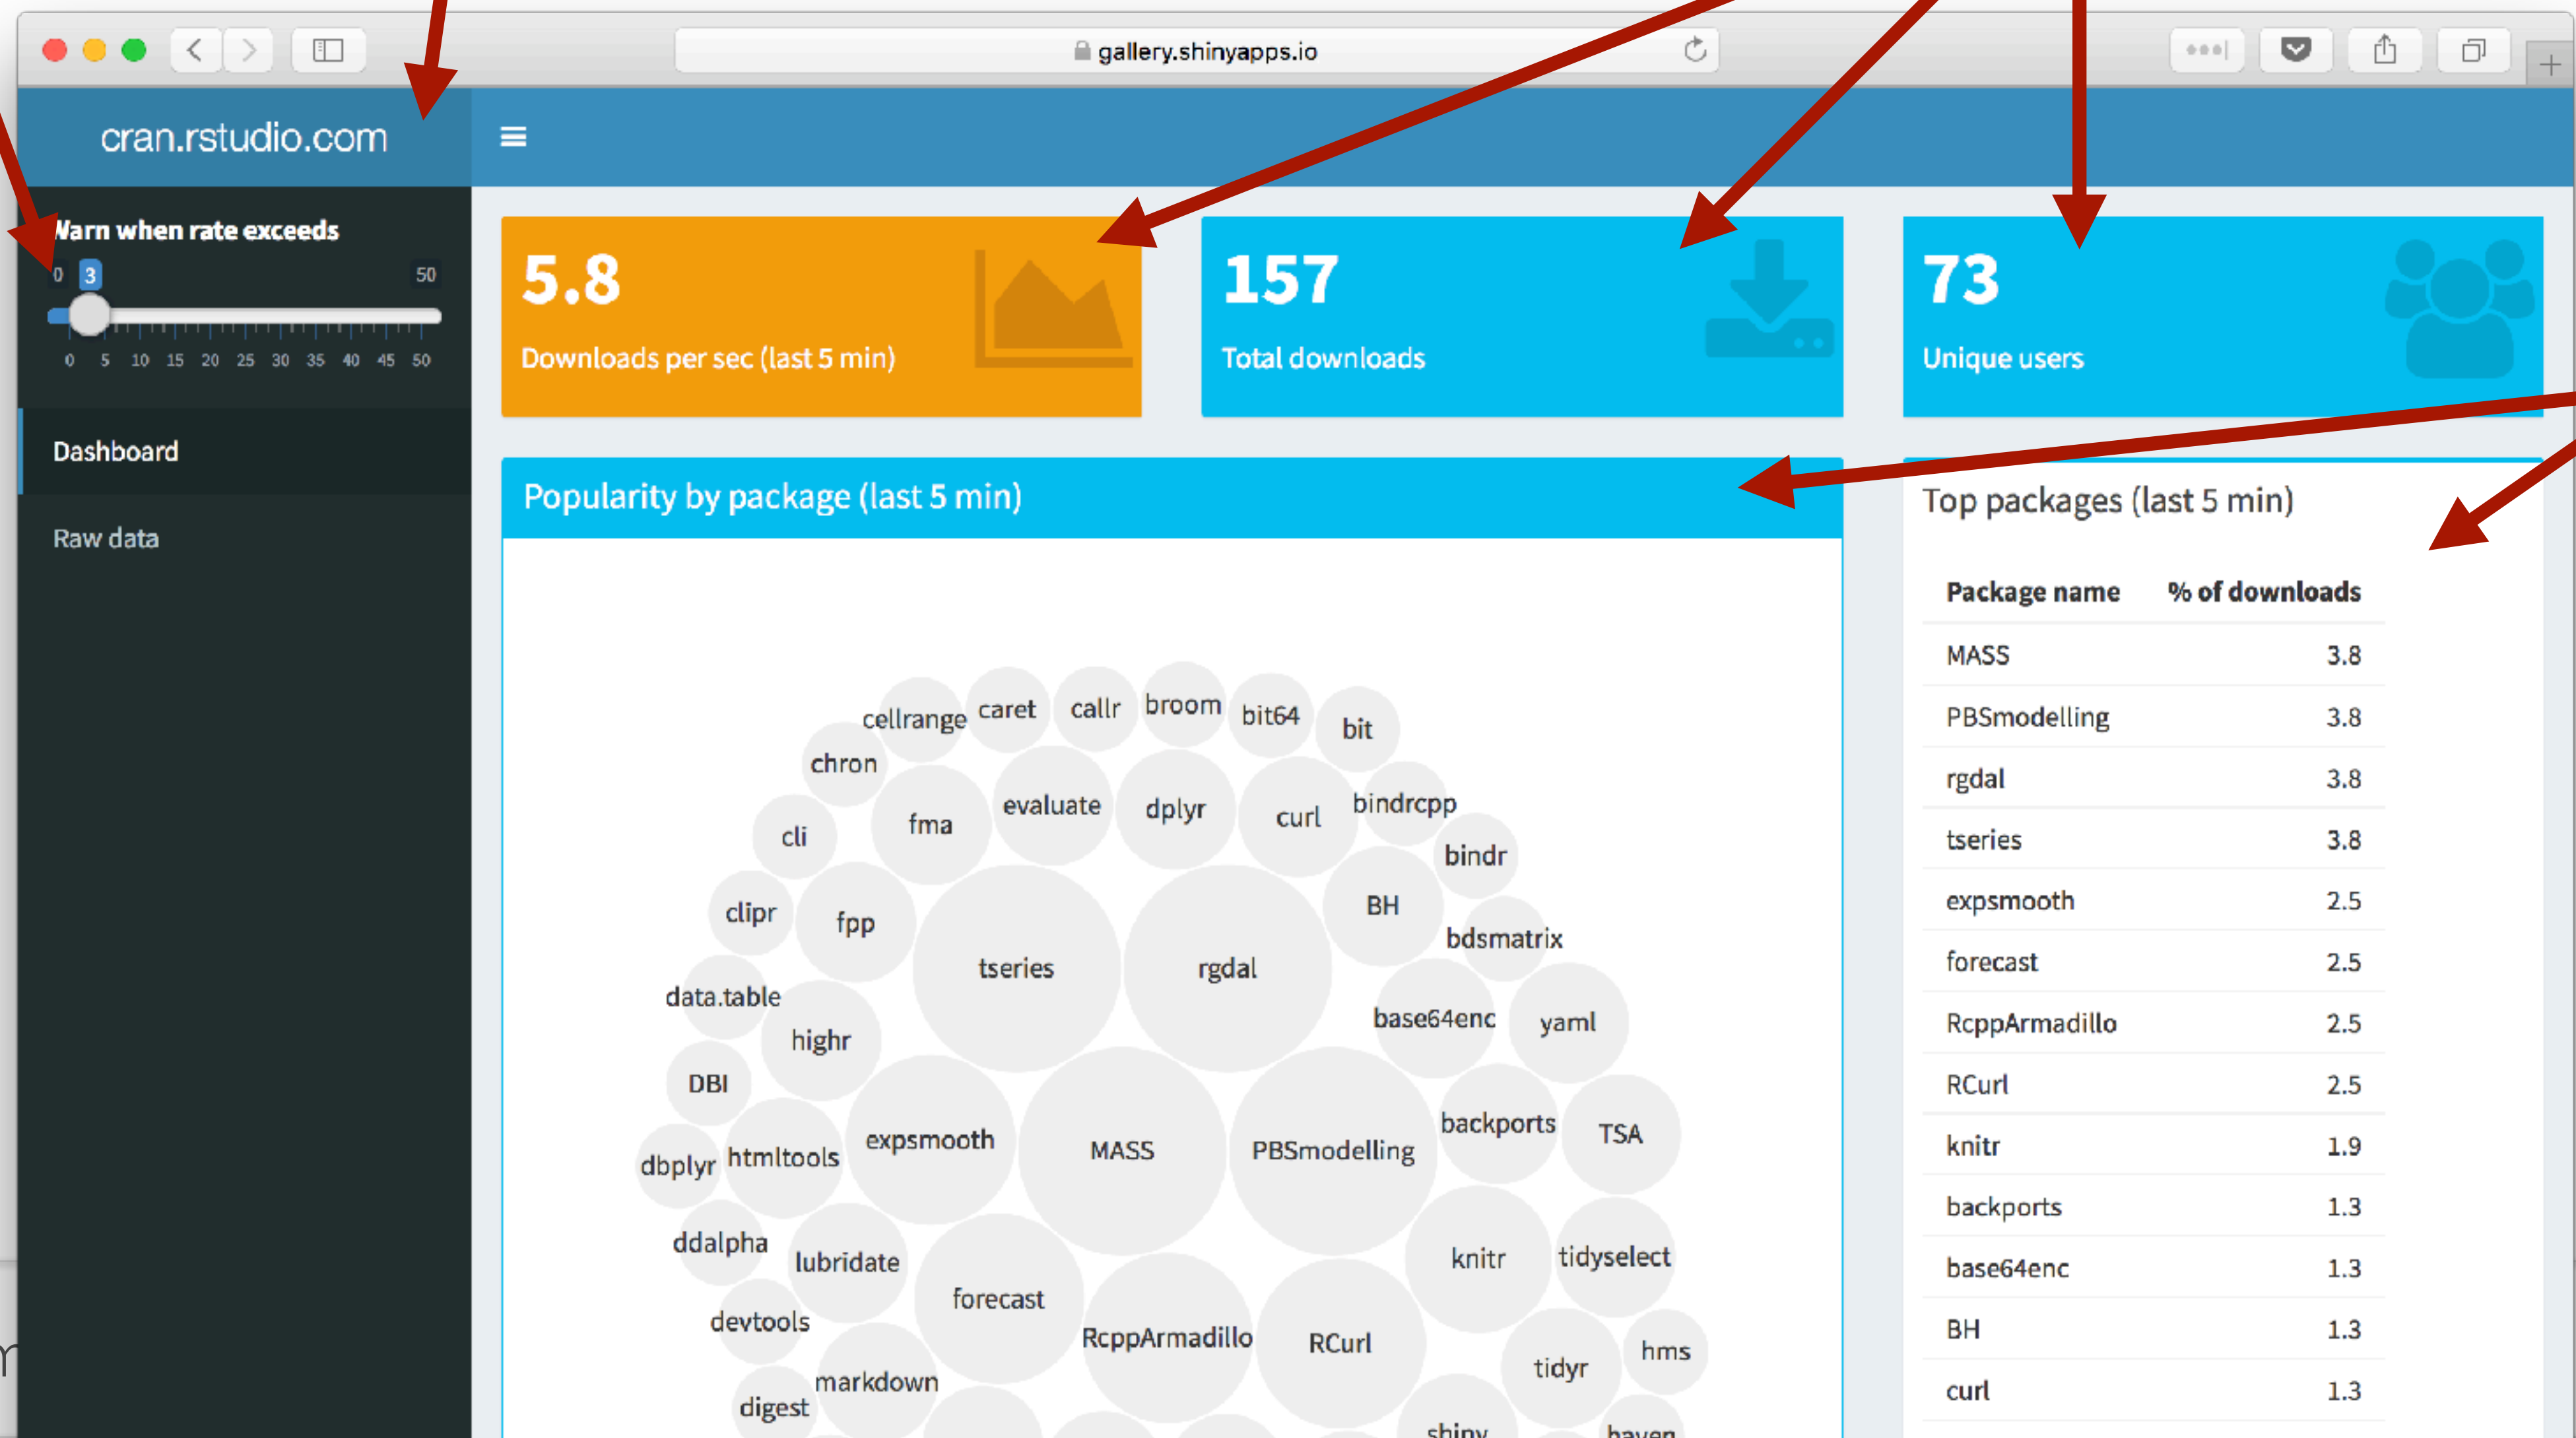 gallery.shinyapps.io
cran.rstudio.com
Warn when rate exceeds
0 3 50
0 5 10 15 20 25 30 35 40 45 50
Dashboard
Raw data
5.8
Downloads per sec (last 5 min)
157
Total downloads
73
Unique users
Popularity by package (last 5 min)
cellrange caret callr broom bit64 bit
chron
fma evaluate dplyr curl bindrcpp
cli
bindr
clipr fpp BH
bdsmatrix
tseries rgdal
data.table
highr base64enc yaml
DBI
expsmooth MASS PBSmodelling backports TSA
dbplyr htmltools
ddalpha lubridate knitr tidyselect
forecast
devtools
RcppArmadillo RCurl hms
markdown tidyr
digest
shiny haven
Top packages (last 5 min)
Package name % of downloads
MASS 3.8
PBSmodelling 3.8
rgdal 3.8
tseries 3.8
expsmooth 2.5
forecast 2.5
RcppArmadillo 2.5
RCurl 2.5
knitr 1.9
backports 1.3
base64enc 1.3
BH 1.3
curl 1.3